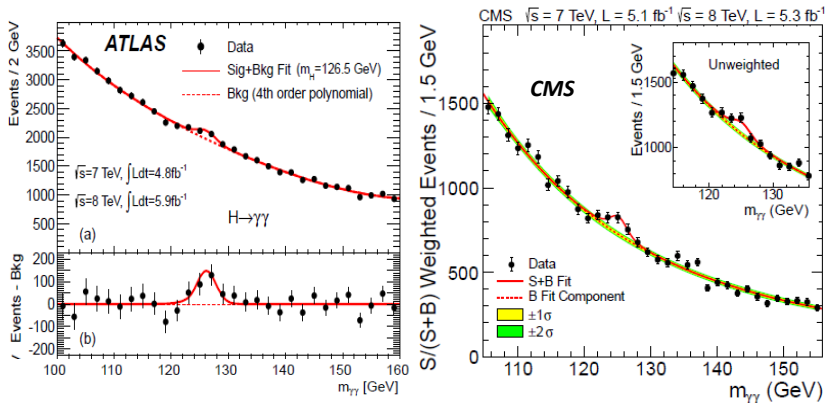 ATLAS
Data
Sig+Bkg Fit (mH=126.5 GeV)
Bkg (4th order polynomial)
Events / 2 GeV
3500
3000
2500
2000
1500
1000
500
√s=7 TeV, ∫Ldt=4.8fb-1
√s=8 TeV, ∫Ldt=5.9fb-1
H→γγ
(a)
/ Events - Bkg
200
100
0
-100
-200
(b)
100 110 120 130 140 150 160
mγγ [GeV]
CMS √s = 7 TeV, L = 5.1 fb-1 √s = 8 TeV, L = 5.3 fb-1
CMS
S/(S+B) Weighted Events / 1.5 GeV
1500
1000
500
0
Unweighted
Events / 1.5 GeV
1500
1000
120 130
mγγ (GeV)
Data
S+B Fit
B Fit Component
±1σ
±2 σ
110 120 130 140 150
mγγ (GeV)